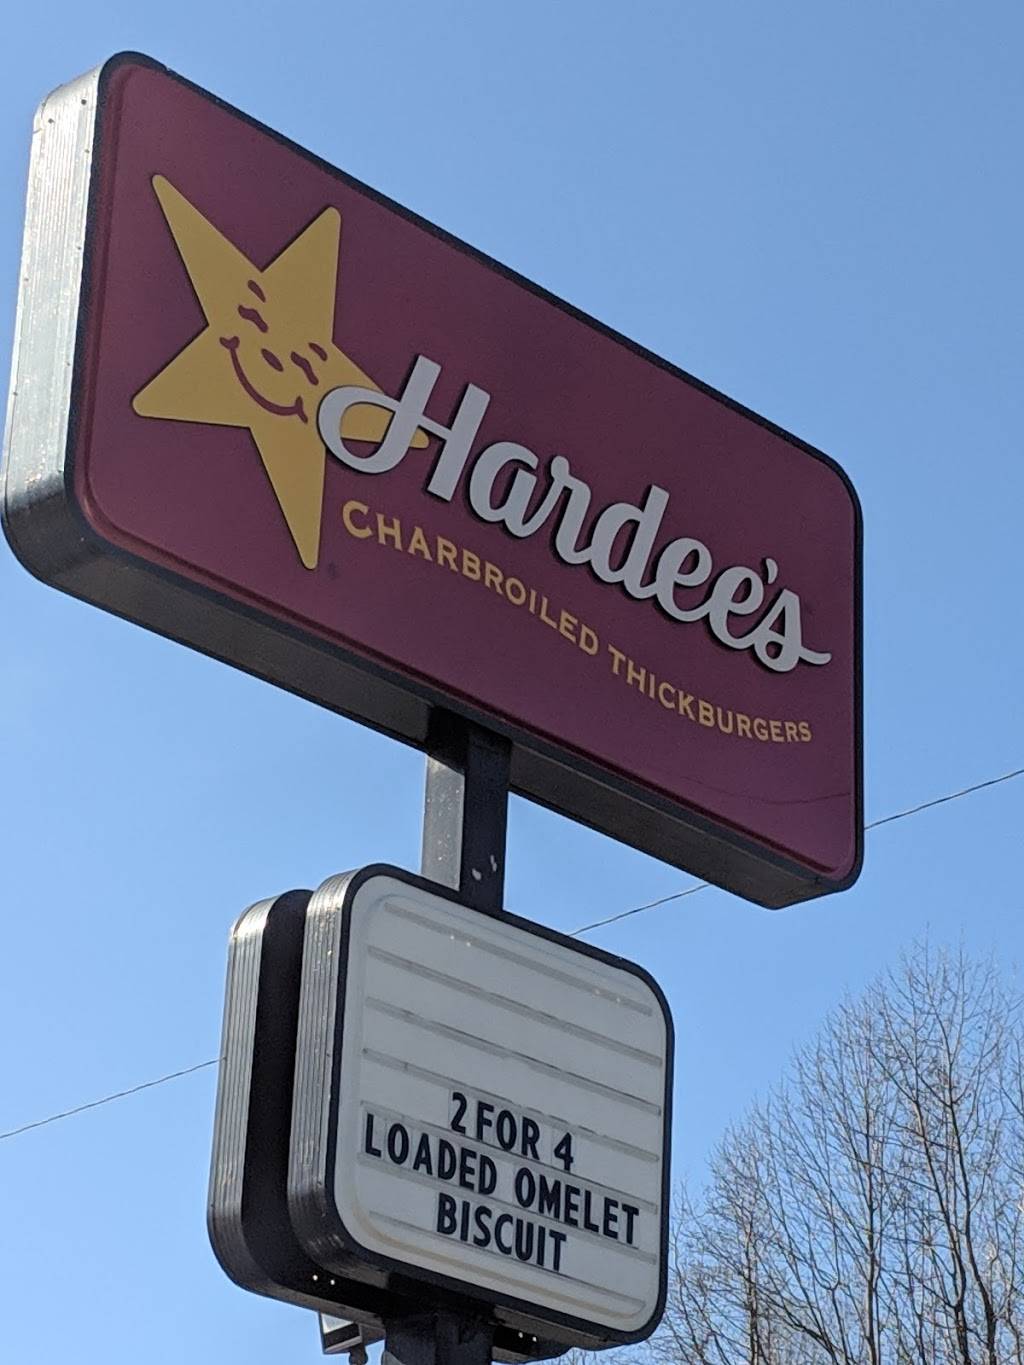 Hardee's
CHARBROILED THICKBURGERS
2 FOR 4
LOADED OMELET
BISCUIT